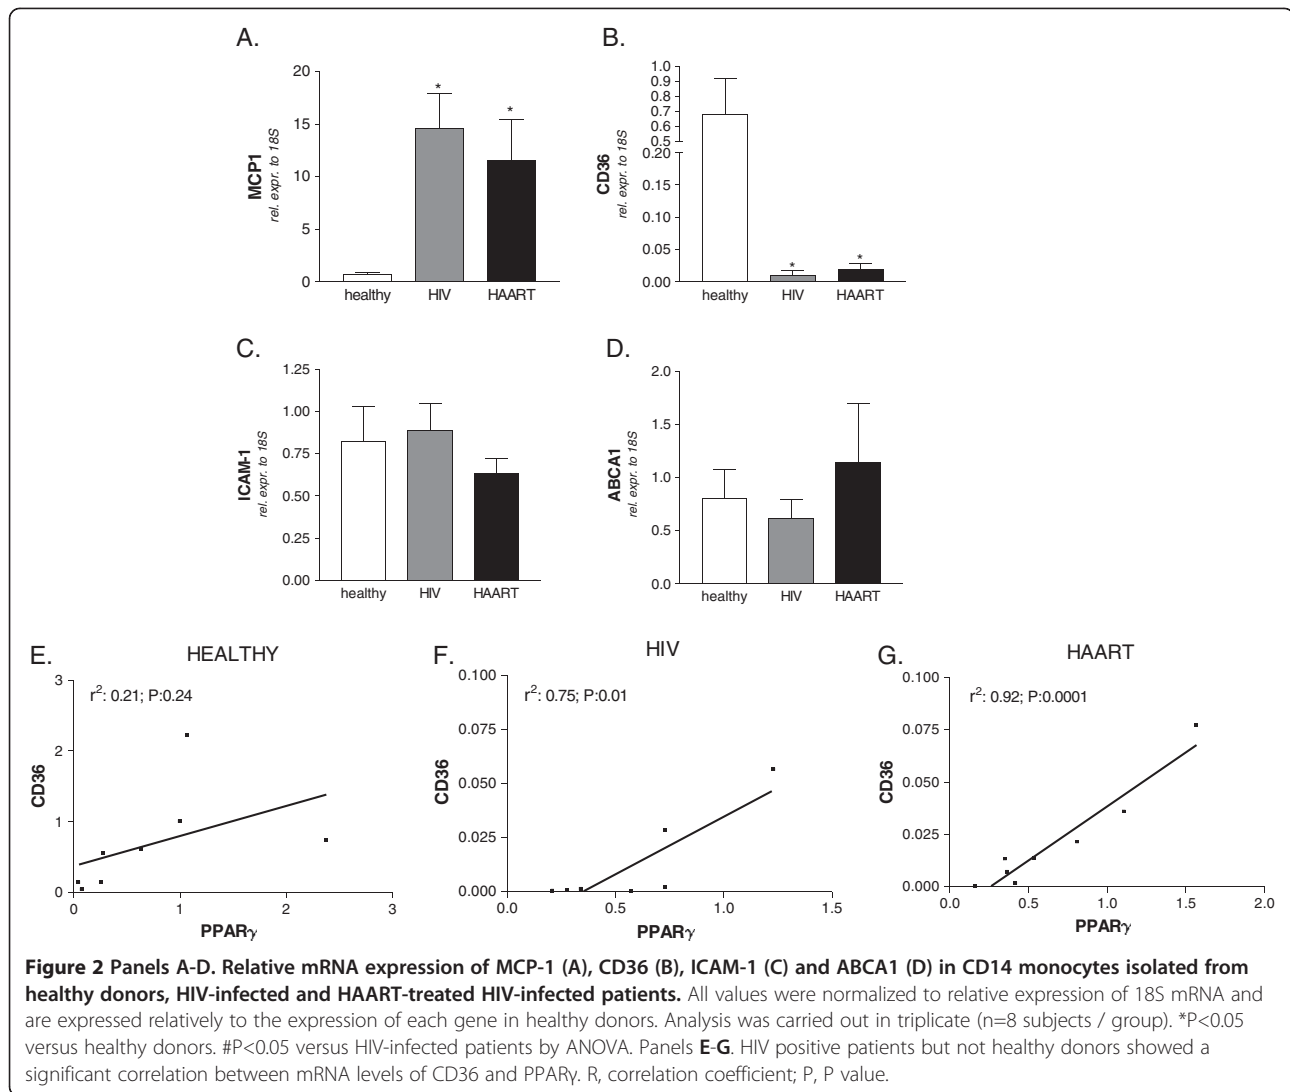 A.
20
15
10
5
0
MCP1
rel. expr. to 18S
*
*
healthy HIV HAART
B.
1.0
0.9
0.8
0.7
0.6
0.5
0.20
0.15
0.10
0.05
0.00
CD36
rel. expr. to 18S
*
*
healthy HIV HAART
C.
1.25
1.00
0.75
0.50
0.25
0.00
ICAM-1
rel. expr. to 18S
healthy HIV HAART
D.
2.0
1.5
1.0
0.5
0.0
ABCA1
rel. expr. to 18S
healthy HIV HAART
E. HEALTHY
r²: 0.21; P:0.24
3
2
1
0
CD36
0 1 2 3
PPARγ
F. HIV
r²: 0.75; P:0.01
0.100
0.075
0.050
0.025
0.000
CD36
0.0 0.5 1.0 1.5
PPARγ
G. HAART
r²: 0.92; P:0.0001
0.100
0.075
0.050
0.025
0.000
CD36
0.0 0.5 1.0 1.5 2.0
PPARγ
Figure 2 Panels A-D. Relative mRNA expression of MCP-1 (A), CD36 (B), ICAM-1 (C) and ABCA1 (D) in CD14 monocytes isolated from
healthy donors, HIV-infected and HAART-treated HIV-infected patients. All values were normalized to relative expression of 18S mRNA and
are expressed relatively to the expression of each gene in healthy donors. Analysis was carried out in triplicate (n=8 subjects / group). *P<0.05
versus healthy donors. #P<0.05 versus HIV-infected patients by ANOVA. Panels E-G. HIV positive patients but not healthy donors showed a
significant correlation between mRNA levels of CD36 and PPARγ. R, correlation coefficient; P, P value.